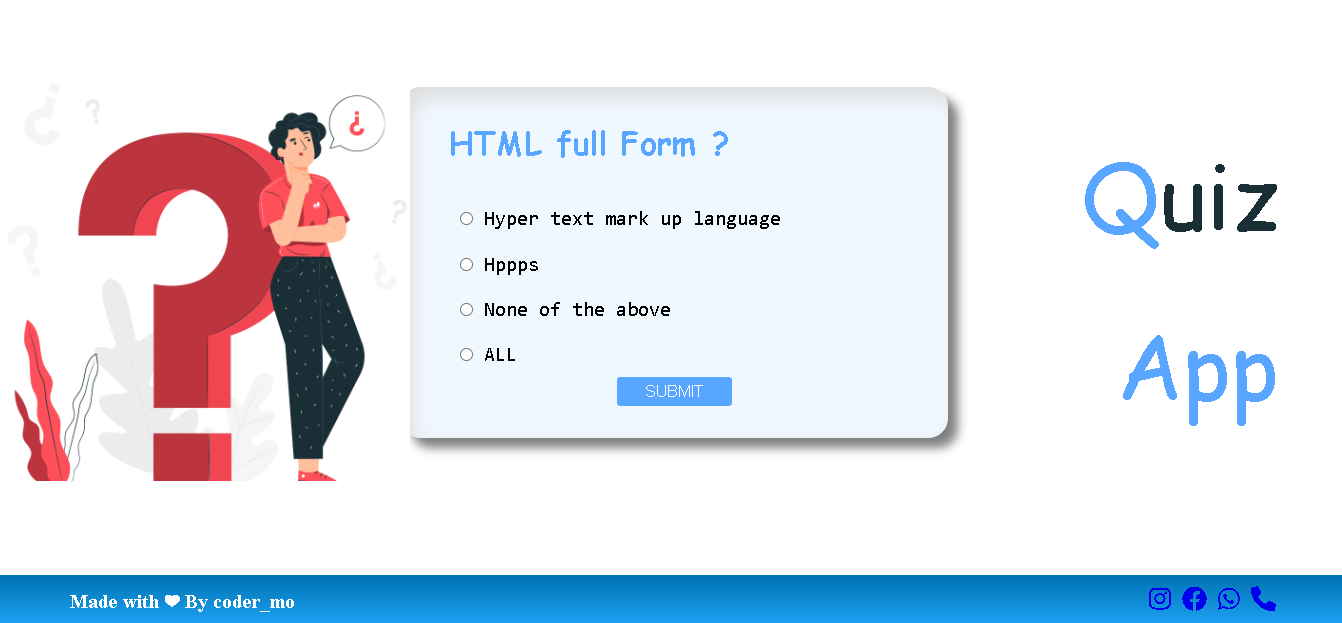 HTML full Form ?
Hyper text mark up language
Hppps
None of the above
ALL
SUBMIT
Quiz
App
Made with ❤ By coder_mo